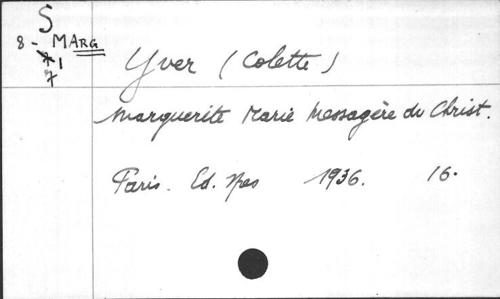 S
8 - MARG
1
7
Yver (Colette)
Marguerite Marie Messagère du Christ.
Paris. Ed. Spes 1936. 16.